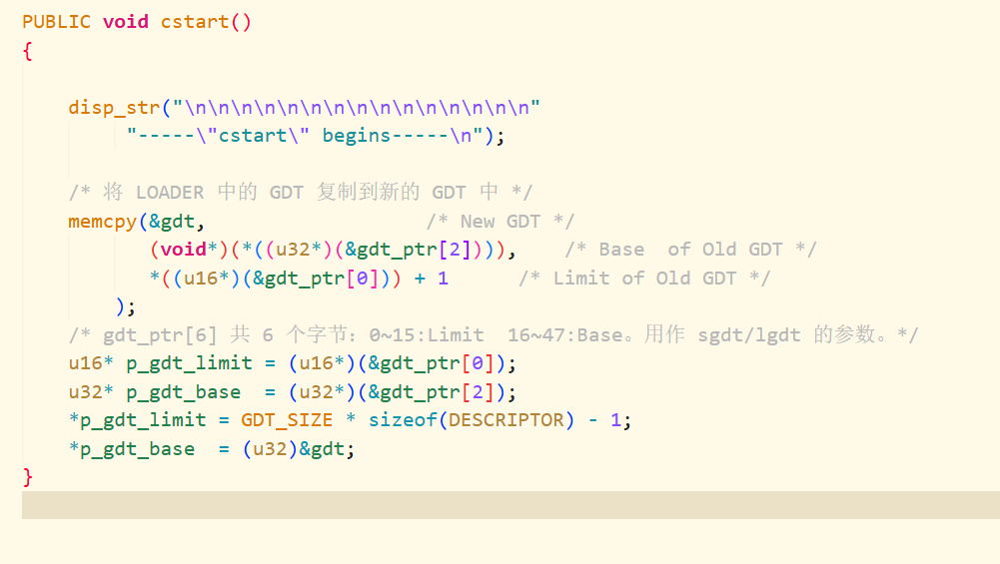 PUBLIC void cstart()
{
disp_str("\n\n\n\n\n\n\n\n\n\n\n\n\n\n\n"
"-----\"cstart\" begins-----\n");
/* 将 LOADER 中的 GDT 复制到新的 GDT 中 */
memcpy(&gdt, /* New GDT */
(void*)(*((u32*)(&gdt_ptr[2]))), /* Base  of Old GDT */
*((u16*)(&gdt_ptr[0])) + 1 /* Limit of Old GDT */
);
/* gdt_ptr[6] 共 6 个字节：0~15:Limit  16~47:Base。用作 sgdt/lgdt 的参数。*/
u16* p_gdt_limit = (u16*)(&gdt_ptr[0]);
u32* p_gdt_base  = (u32*)(&gdt_ptr[2]);
*p_gdt_limit = GDT_SIZE * sizeof(DESCRIPTOR) - 1;
*p_gdt_base  = (u32)&gdt;
}